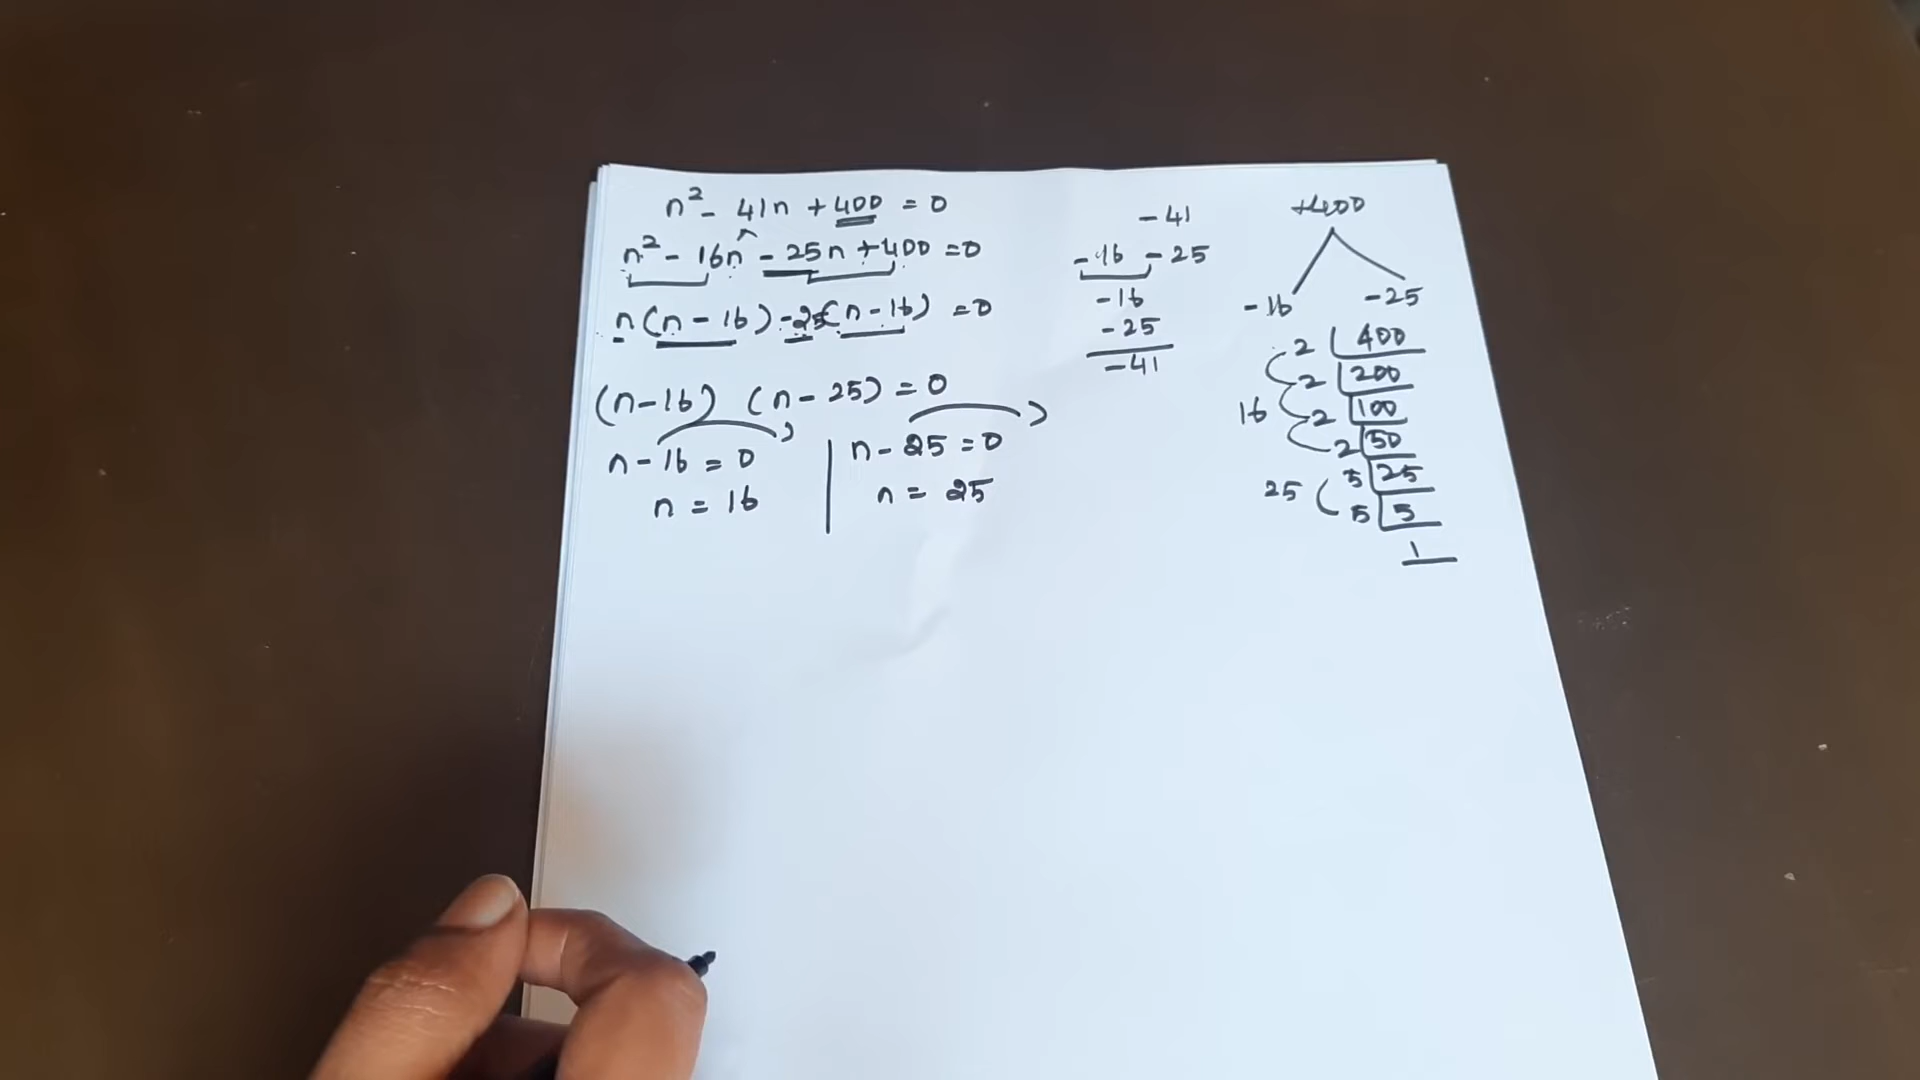 n² - 41n + 400 = 0
n² - 16n - 25n + 400 = 0
n(n - 16) - 25(n - 16) = 0
(n - 16) (n - 25) = 0
n - 16 = 0
n = 16
n - 25 = 0
n = 25
- 41
- 16 - 25
- 16
- 25
- 41
+400
- 16 - 25
2 400
2 200
16 2 100
2 50
5 25
25 5 5
1